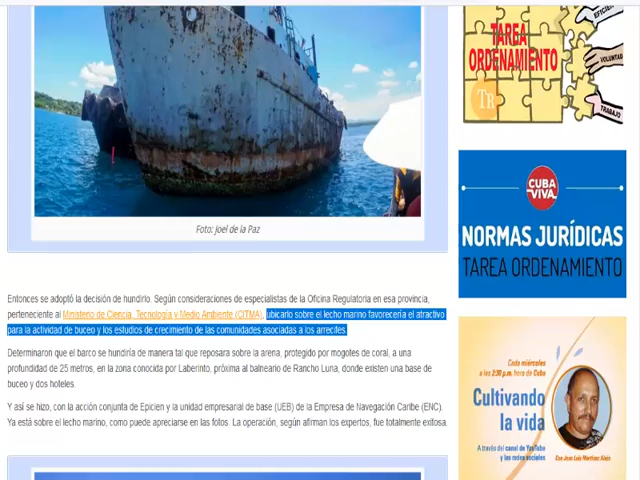 Foto: Joel de la Paz
Entonces se adoptó la decisión de hundirlo. Según consideraciones de especialistas de la Oficina Regulatoria en esa provincia,
perteneciente al Ministerio de Ciencia, Tecnología y Medio Ambiente (CITMA), ubicarlo sobre el lecho marino favorecería el atractivo
para la actividad de buceo y los estudios de crecimiento de las comunidades asociadas a los arrecifes.
Determinaron que el barco se hundiría de manera tal que reposara sobre la arena, protegido por mogotes de coral, a una
profundidad de 25 metros, en la zona conocida por Laberinto, próxima al balneario de Rancho Luna, donde existen una base de
buceo y dos hoteles.
Y así se hizo, con la acción conjunta de Epicien y la unidad empresarial de base (UEB) de la Empresa de Navegación Caribe (ENC).
Ya está sobre el lecho marino, como puede apreciarse en las fotos. La operación, según afirman los expertos, fue totalmente exitosa.
TAREA
ORDENAMIENTO
TR
VOLUNTAD
TRABAJO
CUBA
VIVA
NORMAS JURÍDICAS
TAREA ORDENAMIENTO
Cada miércoles
a las 2:30 p.m. hora de Cuba
Cultivando
la vida
A través del canal de YouTube
y las redes sociales
Con José Luis Martínez Alejo